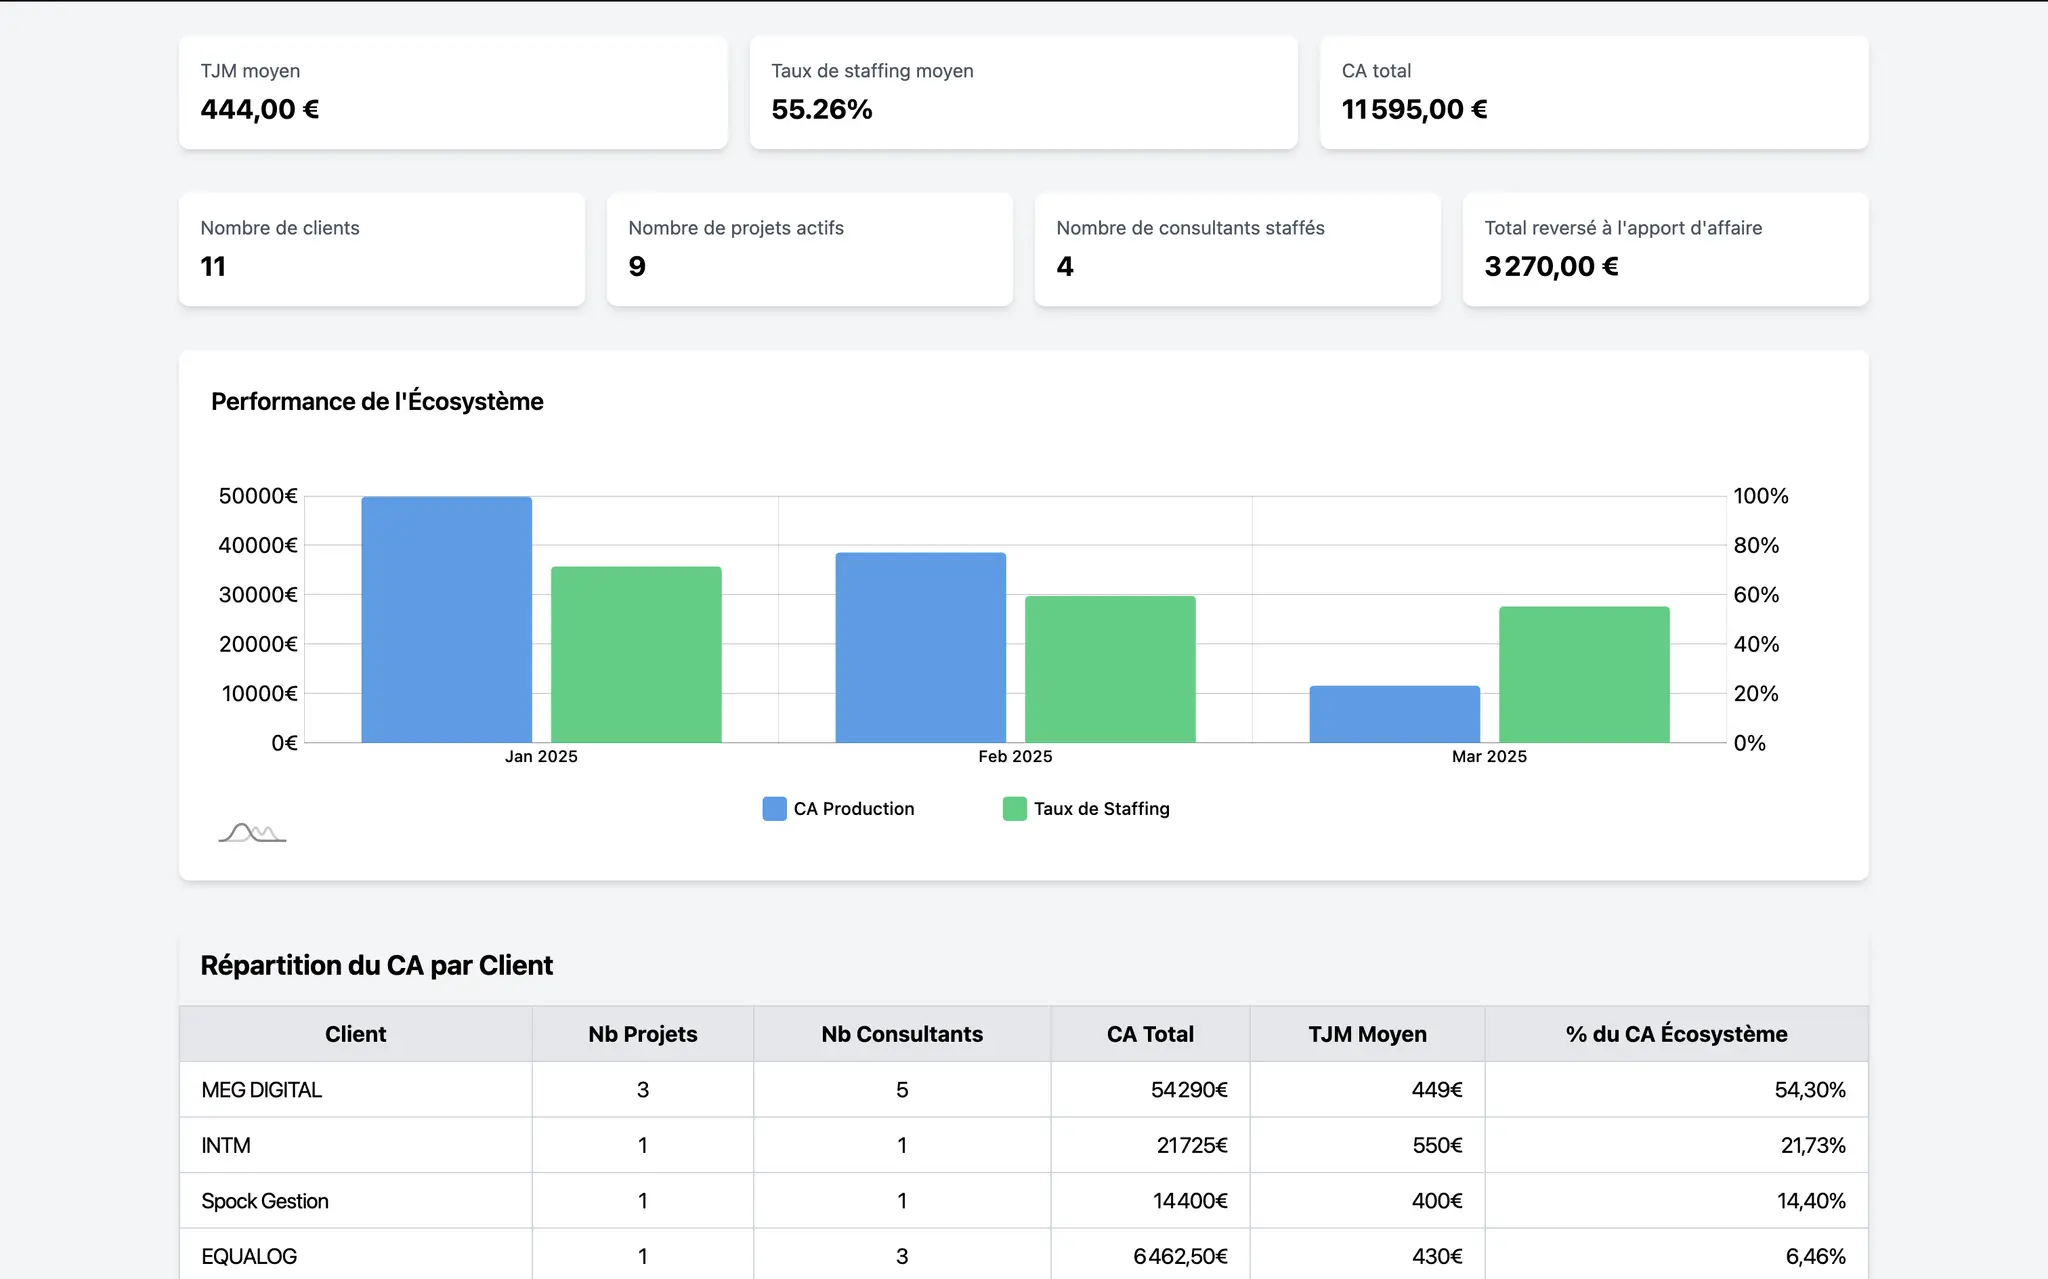 TJM moyen
444,00 €
Taux de staffing moyen
55.26%
CA total
11 595,00 €
Nombre de clients
11
Nombre de projets actifs
9
Nombre de consultants staffés
4
Total reversé à l'apport d'affaire
3 270,00 €
Performance de l'Écosystème
50000€
40000€
30000€
20000€
10000€
0€
100%
80%
60%
40%
20%
0%
Jan 2025 Feb 2025 Mar 2025
CA Production Taux de Staffing
Répartition du CA par Client
Client Nb Projets Nb Consultants CA Total TJM Moyen % du CA Écosystème
MEG DIGITAL 3 5 54 290€ 449€ 54,30%
INTM 1 1 21 725€ 550€ 21,73%
Spock Gestion 1 1 14 400€ 400€ 14,40%
EQUALOG 1 3 6 462,50€ 430€ 6,46%